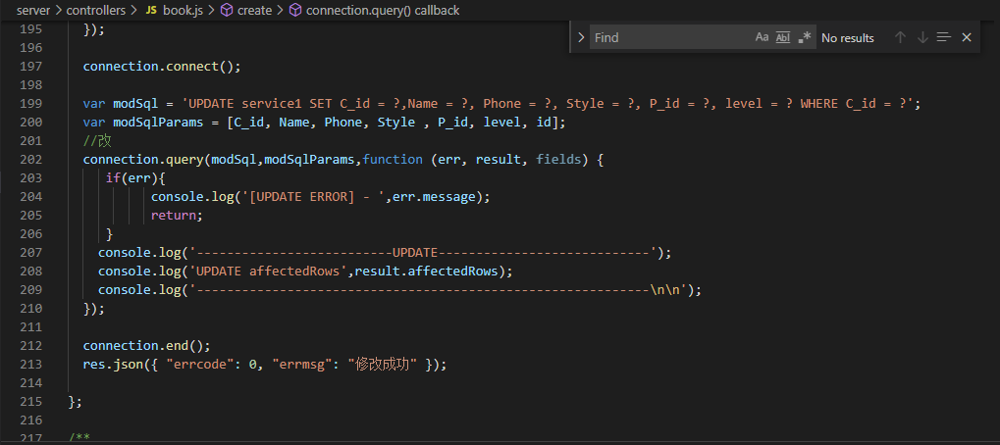 server > controllers > JS book.js > create > connection.query() callback
Find Aa Abl .* No results
195 });
196
197 connection.connect();
198
199 var modSql = 'UPDATE service1 SET C_id = ?,Name = ?, Phone = ?, Style = ?, P_id = ?, level = ? WHERE C_id = ?';
200 var modSqlParams = [C_id, Name, Phone, Style , P_id, level, id];
201 //改
202 connection.query(modSql,modSqlParams,function (err, result, fields) {
203 if(err){
204 console.log('[UPDATE ERROR] - ',err.message);
205 return;
206 }
207 console.log('--------------------------UPDATE----------------------------');
208 console.log('UPDATE affectedRows',result.affectedRows);
209 console.log('------------------------------------------------------------\n\n');
210 });
211
212 connection.end();
213 res.json({ "errcode": 0, "errmsg": "修改成功" });
214
215 };
216
217 /**